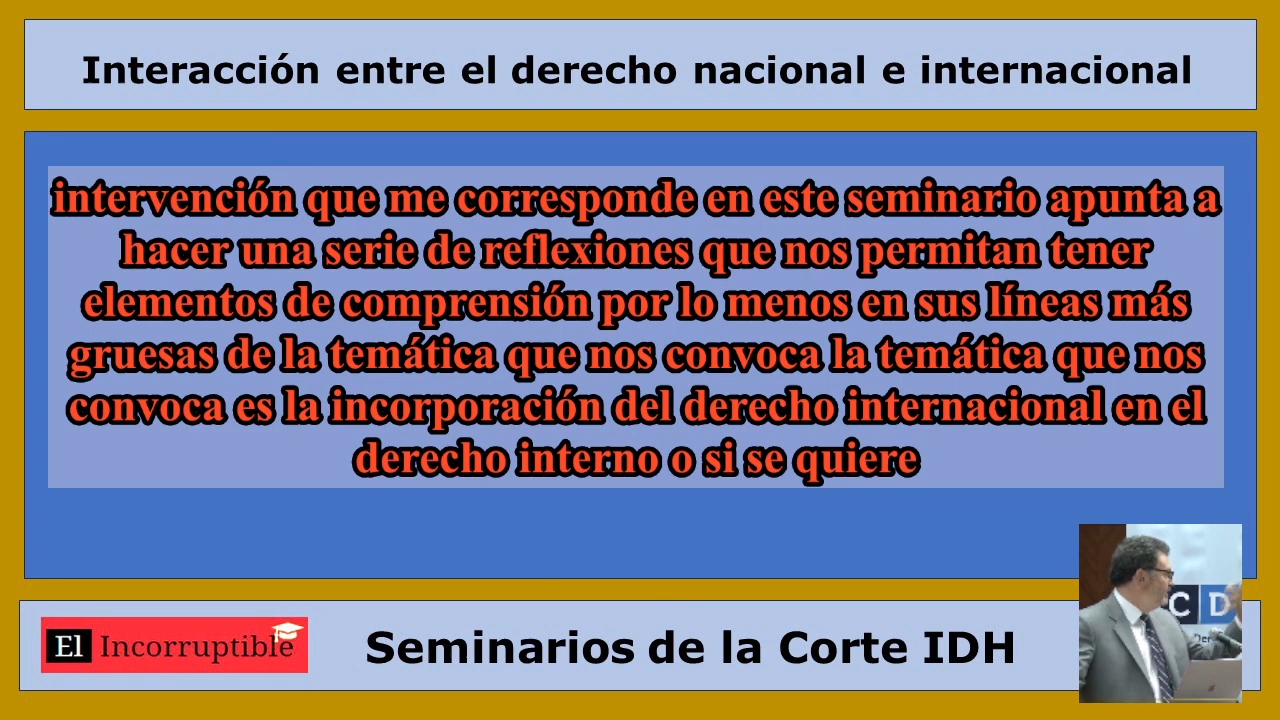 Interacción entre el derecho nacional e internacional
intervención que me corresponde en este seminario apunta a
hacer una serie de reflexiones que nos permitan tener
elementos de comprensión por lo menos en sus líneas más
gruesas de la temática que nos convoca la temática que nos
convoca es la incorporación del derecho internacional en el
derecho interno o si se quiere
C D
El Incorruptible
Seminarios de la Corte IDH